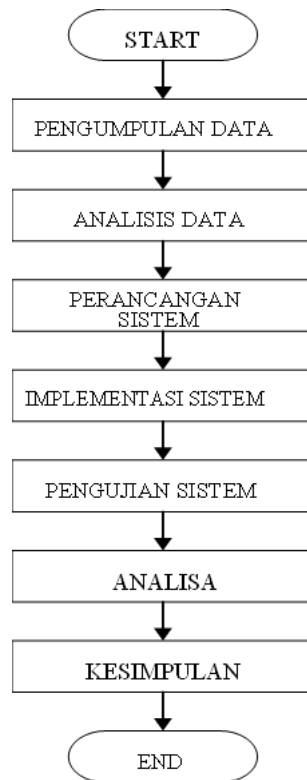 START
PENGUMPULAN DATA
ANALISIS DATA
PERANCANGAN
SISTEM
IMPLEMENTASI SISTEM
PENGUJIAN SISTEM
ANALISA
KESIMPULAN
END